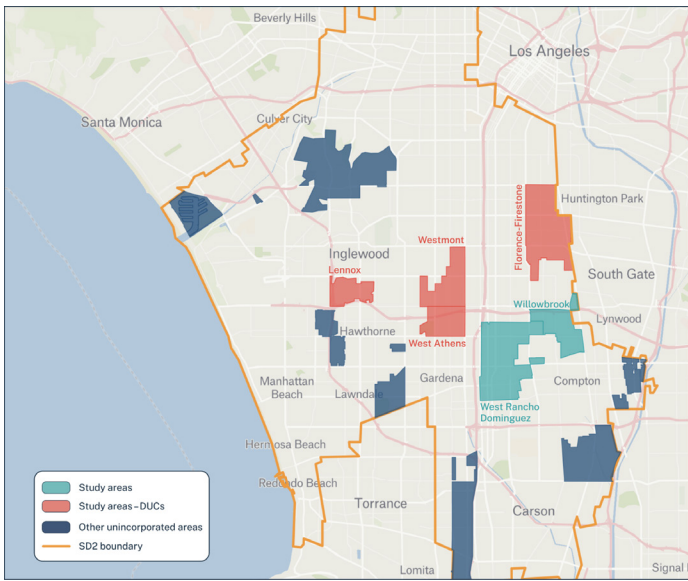 Beverly Hills
Los Angeles
Santa Monica
Culver City
Huntington Park
Florence-Firestone
Westmont
Inglewood
Lennox
South Gate
Willowbrook
Lynwood
Hawthorne
West Athens
Manhattan
Beach
Lawndale
Gardena
Compton
West Rancho
Dominguez
Hermosa Beach
Redondo Beach
Torrance
Carson
Lomita
Signal
Study areas
Study areas – DUCs
Other unincorporated areas
SD2 boundary